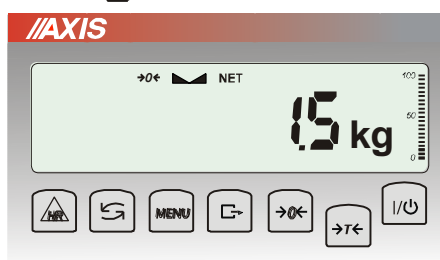 //AXIS
→0← NET
100
1.5 kg
50
0
HR MENU →0← →T← I/⏻